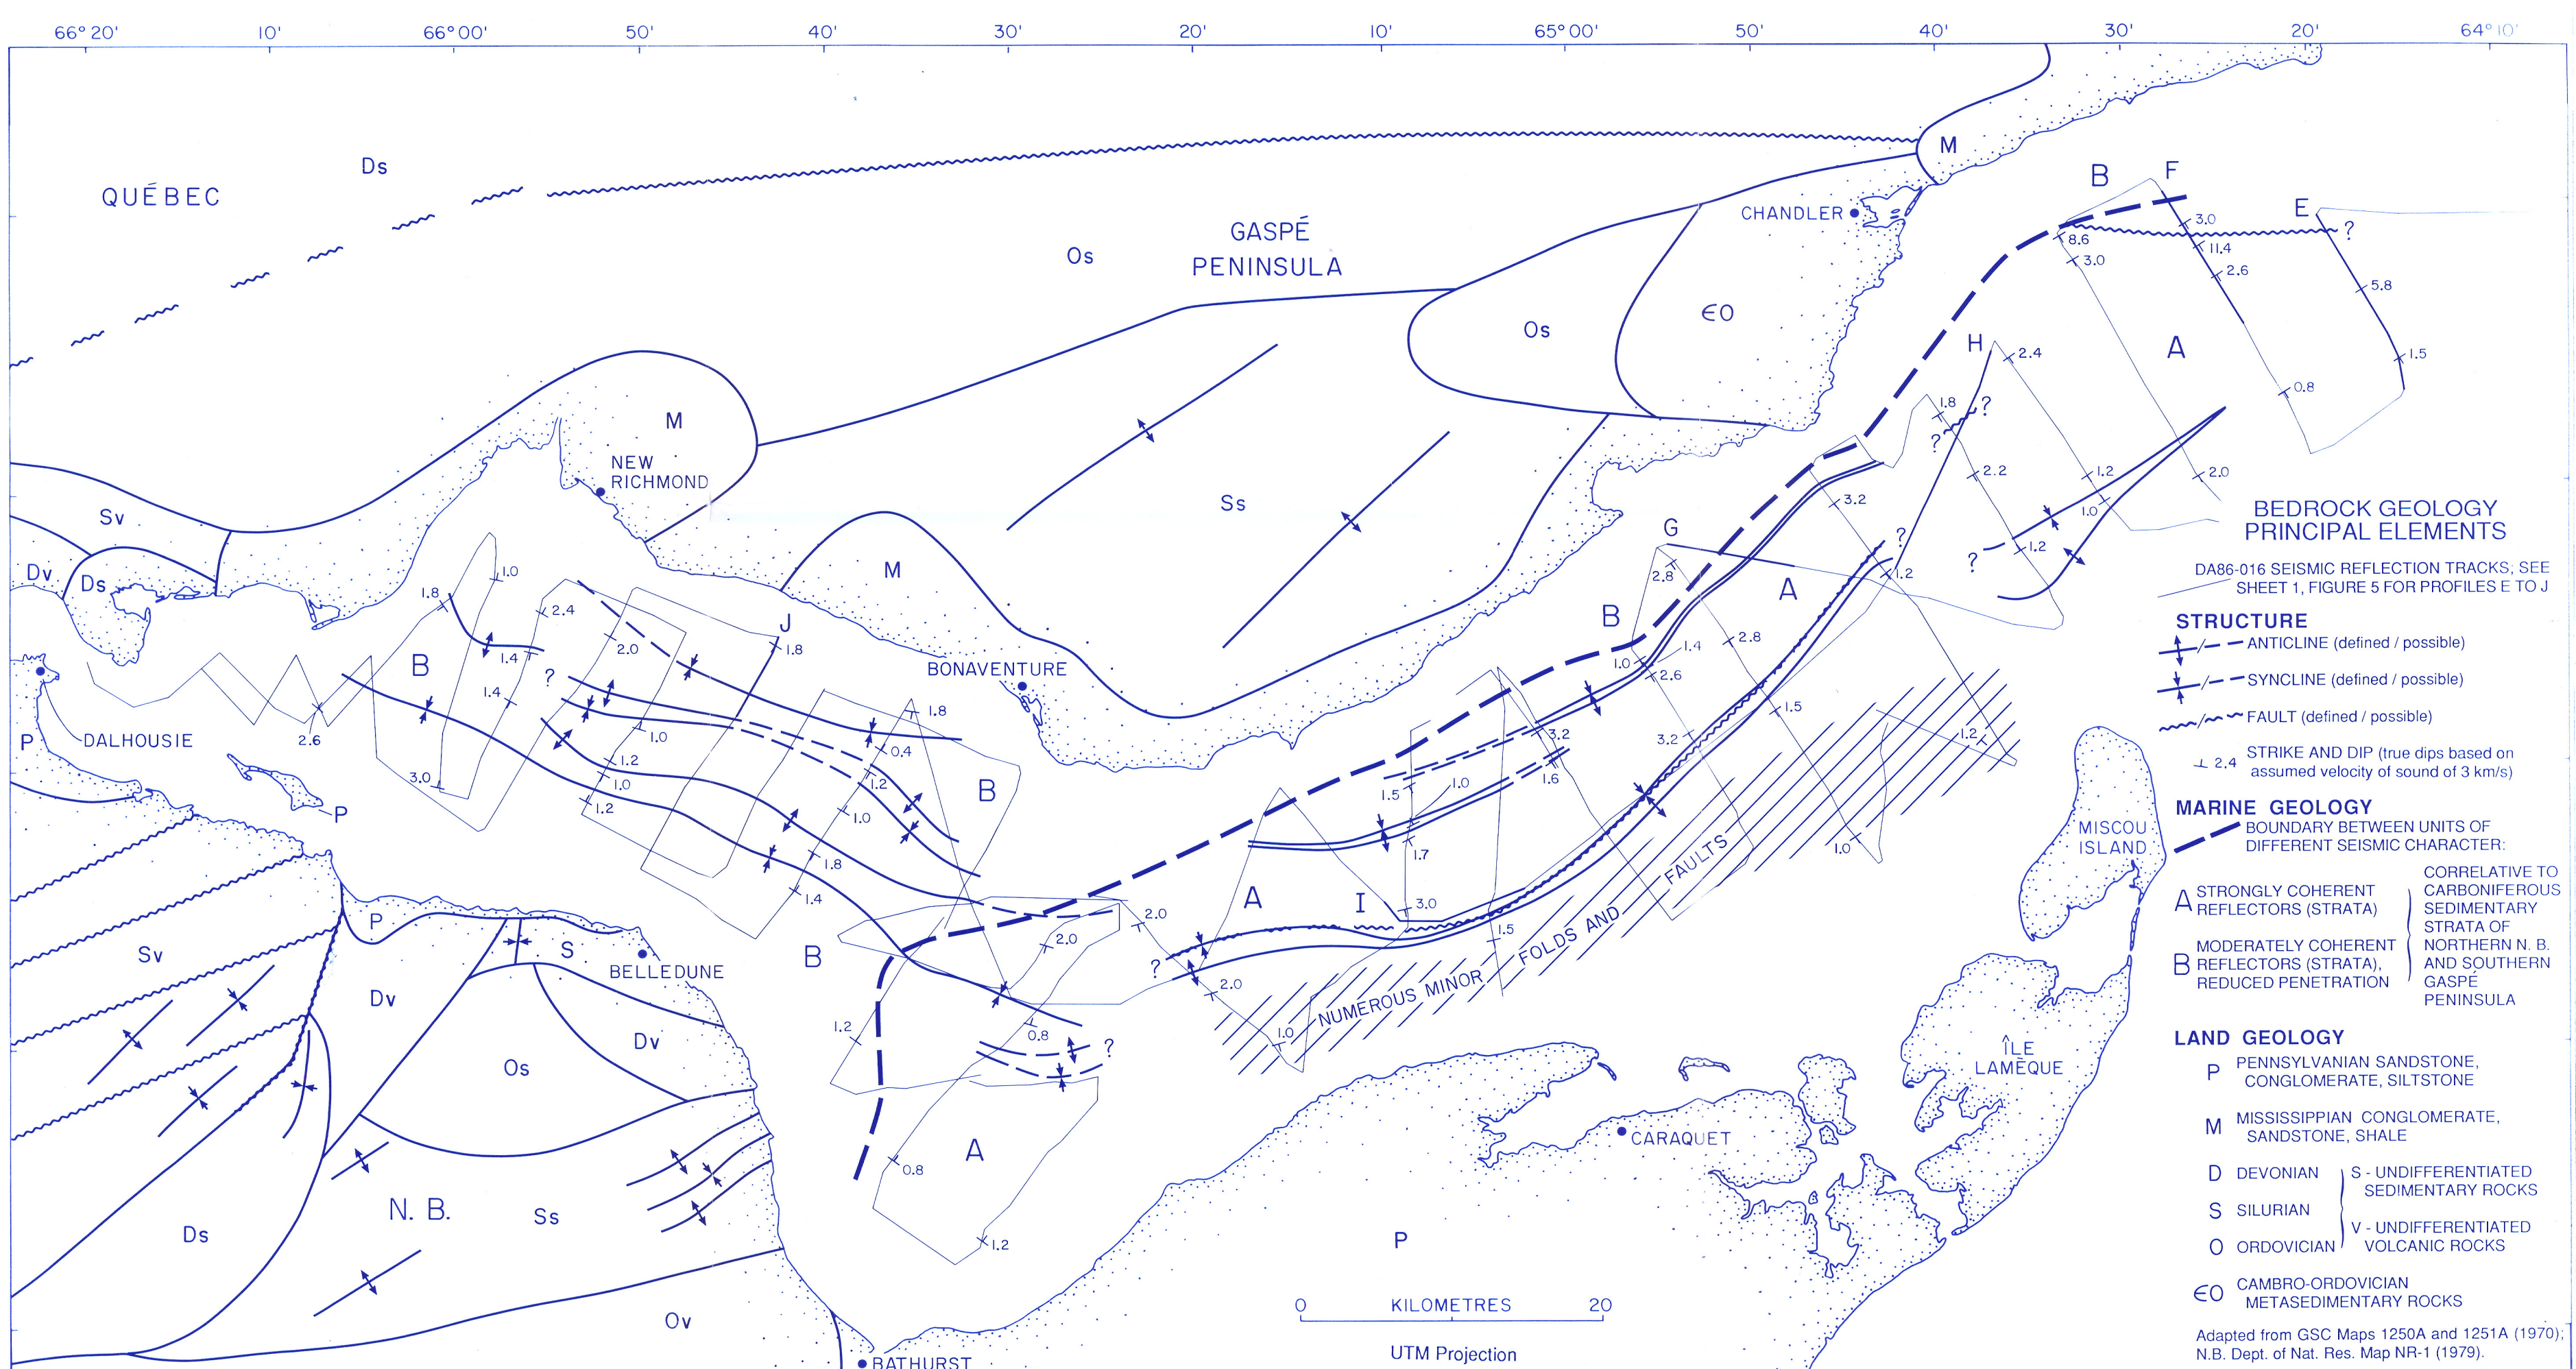 66°20' 10' 66°00' 50' 40' 30' 20' 10' 65°00' 50' 40' 30' 20' 64°10'
QUÉBEC
Ds
Os
GASPÉ
PENINSULA
CHANDLER
M
B
F
E
3.0
?
8.6
11.4
3.0
2.6
5.8
Os
ЄO
H
2.4
A
1.5
0.8
1.8
?
?
M
NEW
RICHMOND
Ss
Sv
2.2
1.2
2.0
1.0
3.2
G
?
?
1.2
1.2
Dv
Ds
M
1.0
1.8
2.4
2.8
A
B
J
2.0
1.8
1.4
B
?
1.4
BONAVENTURE
1.0
1.4
2.6
2.8
1.8
1.5
P
DALHOUSIE
2.6
1.0
0.4
3.2
3.2
1.2
3.0
1.2
1.0
1.2
1.2
B
1.5
1.0
1.6
P
1.0
1.7
1.0
1.8
1.4
A
I
3.0
2.0
1.5
P
Sv
S
BELLEDUNE
B
2.0
?
2.0
NUMEROUS MINOR FOLDS AND FAULTS
Dv
1.2
0.8
1.0
Dv
?
Os
A
0.8
CARAQUET
N. B.
Ss
Ds
1.2
P
Ov
BATHURST
MISCOU
ISLAND
ÎLE
LAMÈQUE
0 KILOMETRES 20
UTM Projection
BEDROCK GEOLOGY
PRINCIPAL ELEMENTS
DA86-016 SEISMIC REFLECTION TRACKS; SEE
SHEET 1, FIGURE 5 FOR PROFILES E TO J
STRUCTURE
ANTICLINE (defined / possible)
SYNCLINE (defined / possible)
FAULT (defined / possible)
2.4 STRIKE AND DIP (true dips based on
assumed velocity of sound of 3 km/s)
MARINE GEOLOGY
BOUNDARY BETWEEN UNITS OF
DIFFERENT SEISMIC CHARACTER:
A STRONGLY COHERENT
REFLECTORS (STRATA)
B MODERATELY COHERENT
REFLECTORS (STRATA),
REDUCED PENETRATION
CORRELATIVE TO
CARBONIFEROUS
SEDIMENTARY
STRATA OF
NORTHERN N. B.
AND SOUTHERN
GASPÉ
PENINSULA
LAND GEOLOGY
P PENNSYLVANIAN SANDSTONE,
CONGLOMERATE, SILTSTONE
M MISSISSIPPIAN CONGLOMERATE,
SANDSTONE, SHALE
D DEVONIAN
S SILURIAN
O ORDOVICIAN
S - UNDIFFERENTIATED
SEDIMENTARY ROCKS
V - UNDIFFERENTIATED
VOLCANIC ROCKS
ЄO CAMBRO-ORDOVICIAN
METASEDIMENTARY ROCKS
Adapted from GSC Maps 1250A and 1251A (1970);
N.B. Dept. of Nat. Res. Map NR-1 (1979).